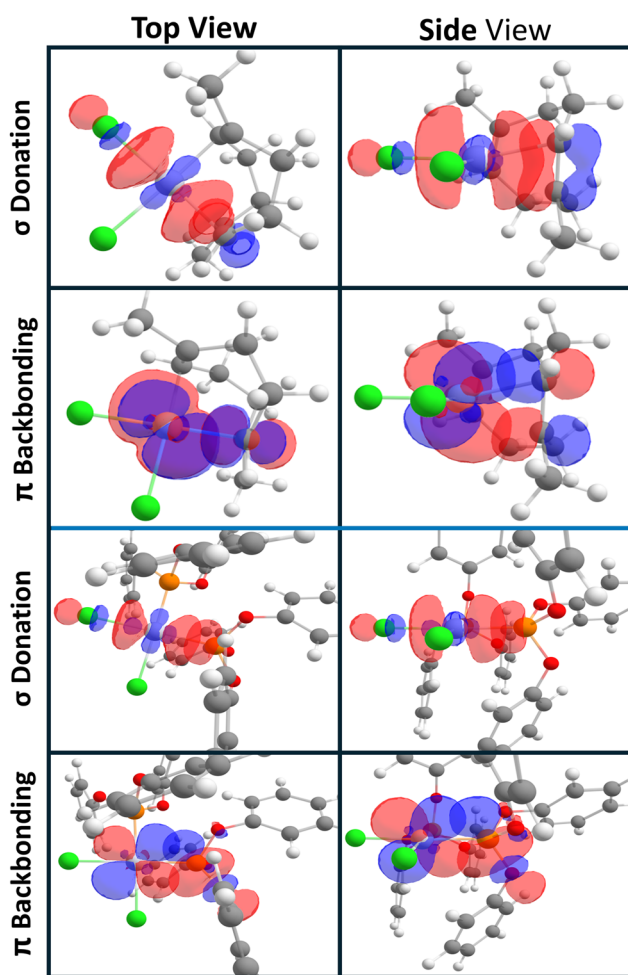 Top View
Side View
σ Donation
π Backbonding
σ Donation
π Backbonding